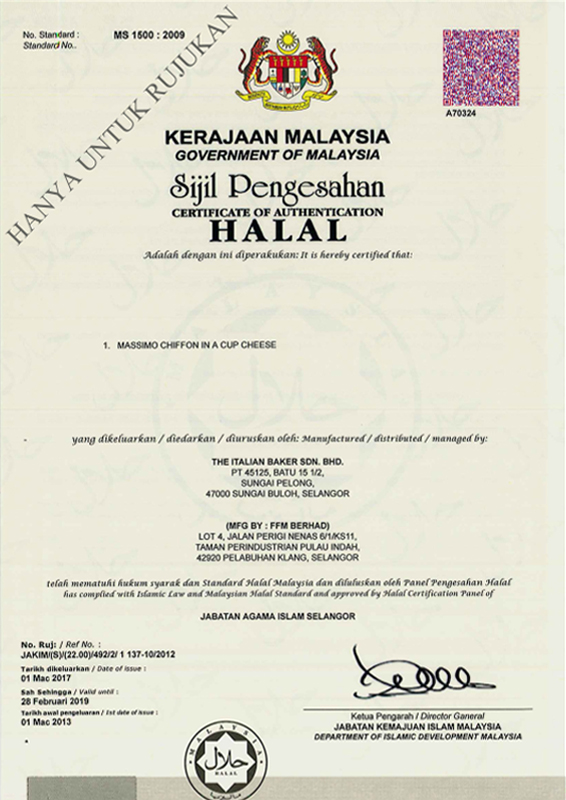 No. Standard : MS 1500 : 2009
Standard No..
HANYA UNTUK RUJUKAN
A70324
KERAJAAN MALAYSIA
GOVERNMENT OF MALAYSIA
Sijil Pengesahan
CERTIFICATE OF AUTHENTICATION
HALAL
Adalah dengan ini diperakukan: It is hereby certified that:
1. MASSIMO CHIFFON IN A CUP CHEESE
yang dikeluarkan / diedarkan / diuruskan oleh: Manufactured / distributed / managed by:
THE ITALIAN BAKER SDN. BHD.
PT 45125, BATU 15 1/2,
SUNGAI PELONG,
47000 SUNGAI BULOH, SELANGOR
(MFG BY : FFM BERHAD)
LOT 4, JALAN PERIGI NENAS 6/1/KS11,
TAMAN PERINDUSTRIAN PULAU INDAH,
42920 PELABUHAN KLANG, SELANGOR
telah mematuhi hukum syarak dan Standard Halal Malaysia dan diluluskan oleh Panel Pengesahan Halal
has complied with Islamic Law and Malaysian Halal Standard and approved by Halal Certification Panel of
JABATAN AGAMA ISLAM SELANGOR
No. Ruj: / Ref No. :
JAKIM/(S)/(22.00)/492/2/ 1 137-10/2012
Tarikh dikeluarkan / Date of issue :
01 Mac 2017
Sah Sehingga / Valid until :
28 Februari 2019
Tarikh awal pengeluaran / 1st date of issue :
01 Mac 2013
Ketua Pengarah / Director Ganeral
JABATAN KEMAJUAN ISLAM MALAYSIA
DEPARTMENT OF ISLAMIC DEVELOPMENT MALAYSIA
MALAYSIA
حلال
HALAL